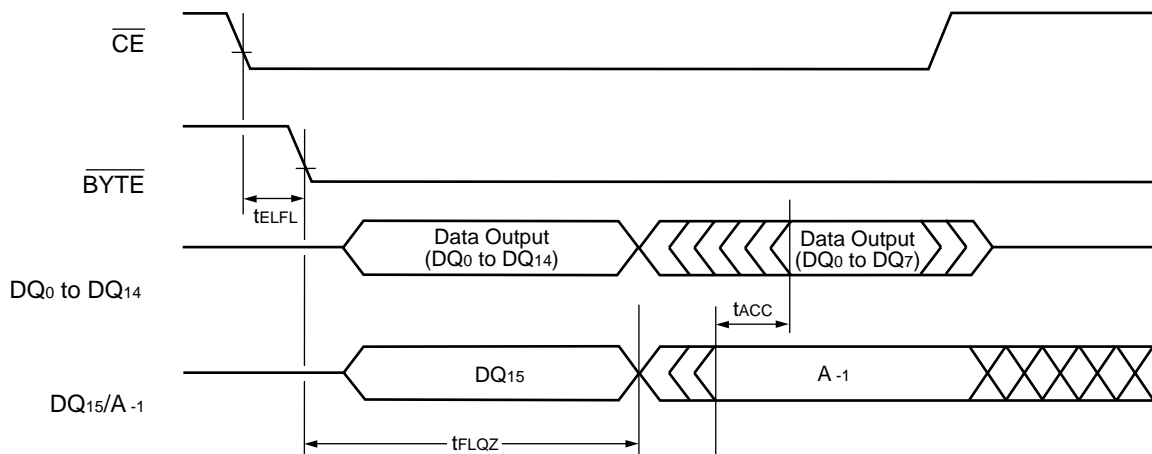 CE
BYTE
tELFL
Data Output
(DQ0 to DQ14)
Data Output
(DQ0 to DQ7)
DQ0 to DQ14
tACC
DQ15
A -1
DQ15/A -1
tFLQZ